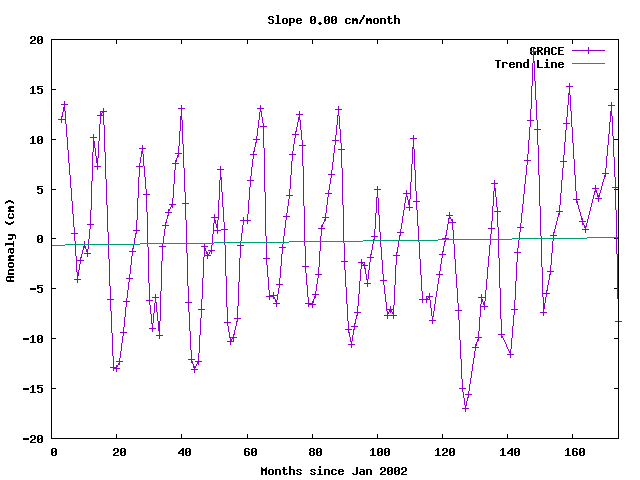 Slope 0.00 cm/month
GRACE
Trend Line
20
15
10
5
0
-5
-10
-15
-20
Anomaly (cm)
0 20 40 60 80 100 120 140 160
Months since Jan 2002